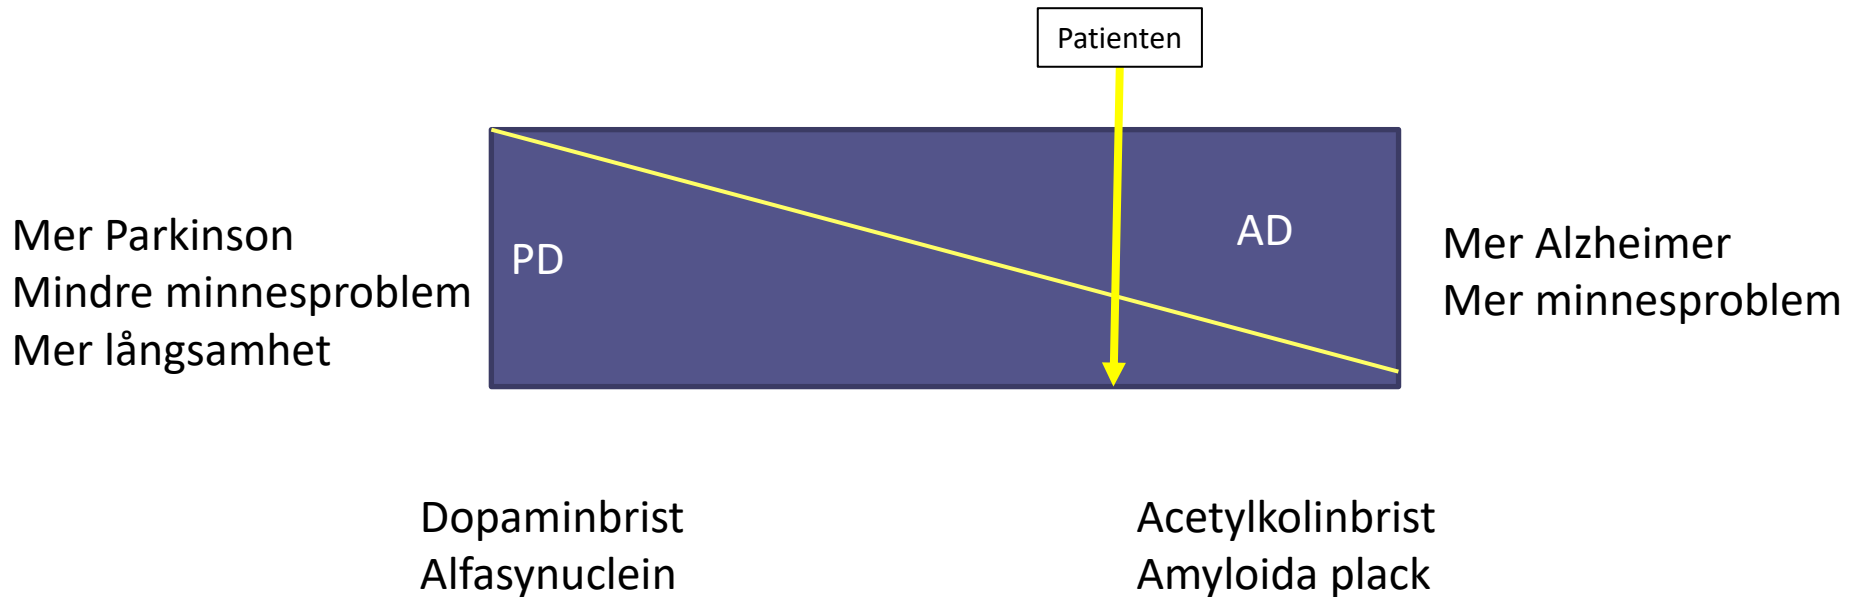 Patienten
Mer Parkinson
Mindre minnesproblem
Mer långsamhet
PD
AD
Mer Alzheimer
Mer minnesproblem
Dopaminbrist
Alfasynuclein
Acetylkolinbrist
Amyloida plack